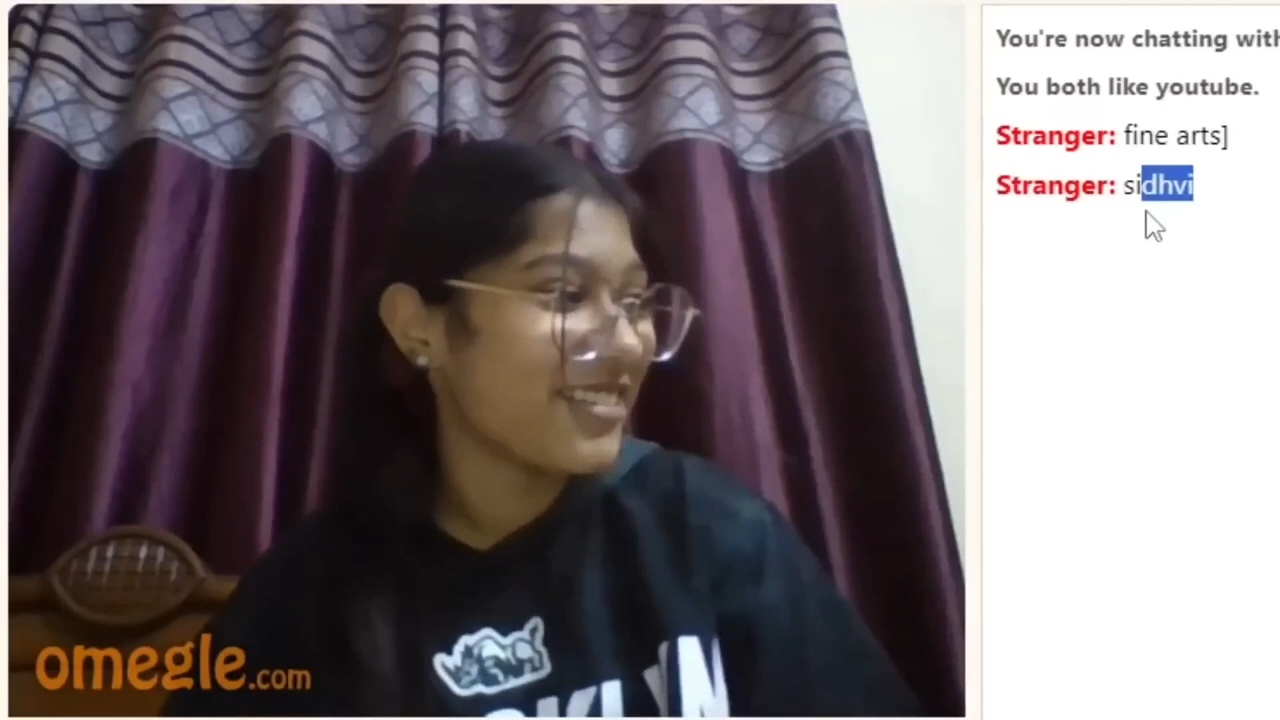 You're now chatting with
You both like youtube.
Stranger: fine arts]
Stranger: sidhvi
omegle.com